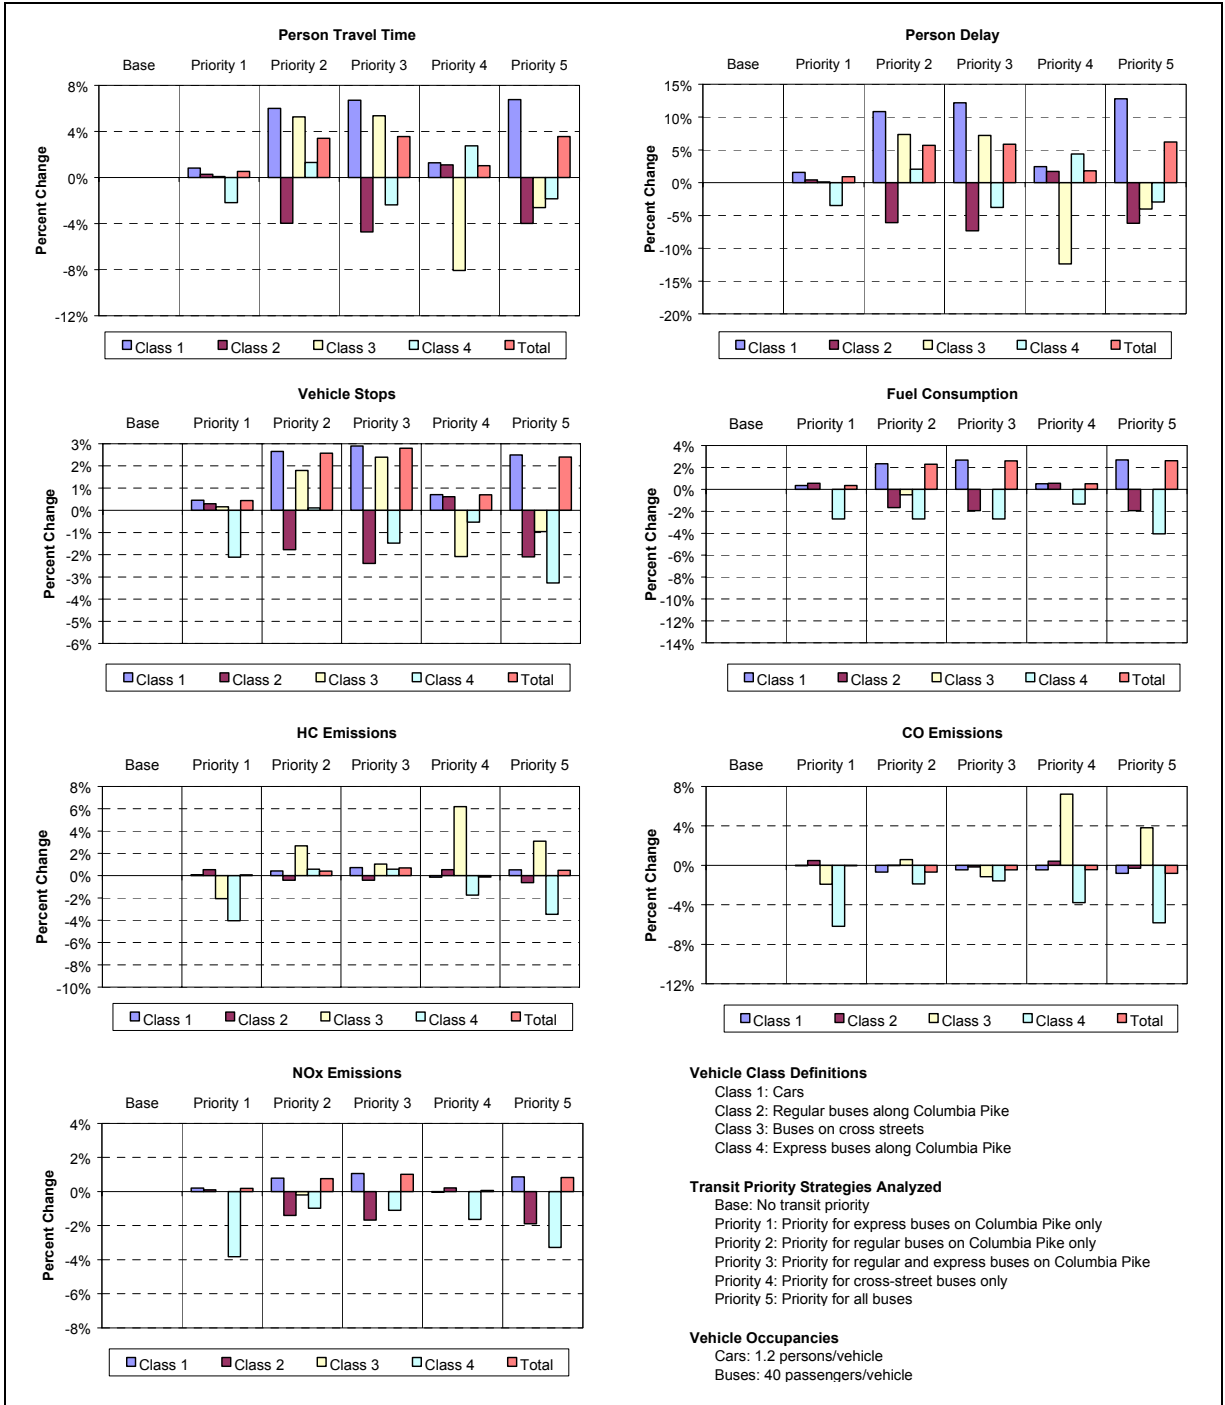 Person Travel Time
Base Priority 1 Priority 2 Priority 3 Priority 4 Priority 5
8%
4%
0%
-4%
-8%
-12%
Percent Change
Class 1 Class 2 Class 3 Class 4 Total
Person Delay
Base Priority 1 Priority 2 Priority 3 Priority 4 Priority 5
15%
10%
5%
0%
-5%
-10%
-15%
-20%
Percent Change
Class 1 Class 2 Class 3 Class 4 Total
Vehicle Stops
Base Priority 1 Priority 2 Priority 3 Priority 4 Priority 5
3%
2%
1%
0%
-1%
-2%
-3%
-4%
-5%
-6%
Percent Change
Class 1 Class 2 Class 3 Class 4 Total
Fuel Consumption
Base Priority 1 Priority 2 Priority 3 Priority 4 Priority 5
4%
2%
0%
-2%
-4%
-6%
-8%
-10%
-12%
-14%
Percent Change
Class 1 Class 2 Class 3 Class 4 Total
HC Emissions
Base Priority 1 Priority 2 Priority 3 Priority 4 Priority 5
8%
6%
4%
2%
0%
-2%
-4%
-6%
-8%
-10%
Percent Change
Class 1 Class 2 Class 3 Class 4 Total
CO Emissions
Base Priority 1 Priority 2 Priority 3 Priority 4 Priority 5
8%
4%
0%
-4%
-8%
-12%
Percent Change
Class 1 Class 2 Class 3 Class 4 Total
NOx Emissions
Base Priority 1 Priority 2 Priority 3 Priority 4 Priority 5
4%
2%
0%
-2%
-4%
-6%
-8%
Percent Change
Class 1 Class 2 Class 3 Class 4 Total
Vehicle Class Definitions
Class 1: Cars
Class 2: Regular buses along Columbia Pike
Class 3: Buses on cross streets
Class 4: Express buses along Columbia Pike
Transit Priority Strategies Analyzed
Base: No transit priority
Priority 1: Priority for express buses on Columbia Pike only
Priority 2: Priority for regular buses on Columbia Pike only
Priority 3: Priority for regular and express buses on Columbia Pike
Priority 4: Priority for cross-street buses only
Priority 5: Priority for all buses
Vehicle Occupancies
Cars: 1.2 persons/vehicle
Buses: 40 passengers/vehicle